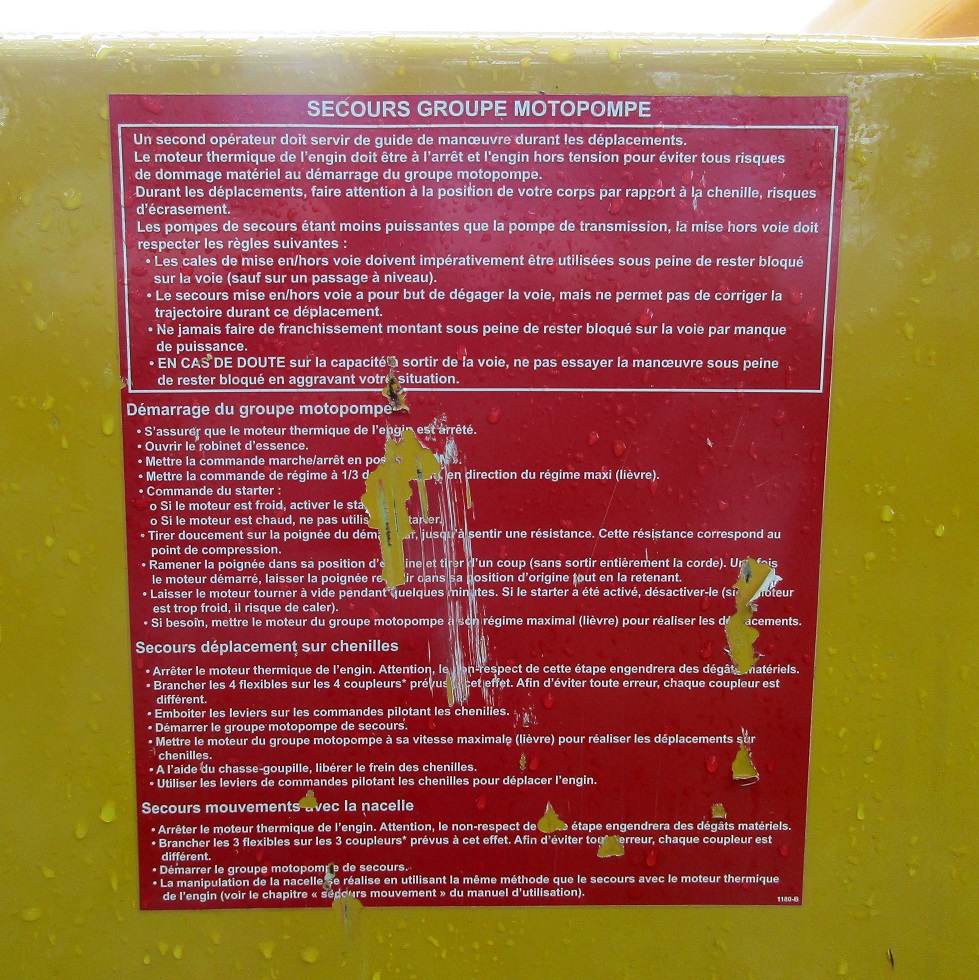 SECOURS GROUPE MOTOPOMPE
Un second opérateur doit servir de guide de manœuvre durant les déplacements.
Le moteur thermique de l'engin doit être à l'arrêt et l'engin hors tension pour éviter tous risques
de dommage matériel au démarrage du groupe motopompe.
Durant les déplacements, faire attention à la position de votre corps par rapport à la chenille, risques
d'écrasement.
Les pompes de secours étant moins puissantes que la pompe de transmission, la mise hors voie doit
respecter les règles suivantes :
• Les cales de mise en/hors voie doivent impérativement être utilisées sous peine de rester bloqué
sur la voie (sauf sur un passage à niveau).
• Le secours mise en/hors voie a pour but de dégager la voie, mais ne permet pas de corriger la
trajectoire durant ce déplacement.
• Ne jamais faire de franchissement montant sous peine de rester bloqué sur la voie par manque
de puissance.
• EN CAS DE DOUTE sur la capacité à sortir de la voie, ne pas essayer la manœuvre sous peine
de rester bloqué en aggravant votre situation.
Démarrage du groupe motopompe
• S'assurer que le moteur thermique de l'engin est arrêté.
• Ouvrir le robinet d'essence.
• Mettre la commande marche/arrêt en
• Mettre la commande de régime à 1/3 en direction du régime maxi (lièvre).
• Commande du starter :
o Si le moteur est froid, activer le
o Si le moteur est chaud, ne pas starter.
• Tirer doucement sur la poignée du jusqu'à sentir une résistance. Cette résistance correspond au
point de compression.
• Ramener la poignée dans sa position et tirer d'un coup (sans sortir entièrement la corde). Une fois
le moteur démarré, laisser la poignée dans sa position d'origine tout en la retenant.
• Laisser le moteur tourner à vide pendant quelques minutes. Si le starter a été activé, désactiver-le (si moteur
est trop froid, il risque de caler).
• Si besoin, mettre le moteur du groupe motopompe à son régime maximal (lièvre) pour réaliser les déplacements.
Secours déplacement sur chenilles
• Arrêter le moteur thermique de l'engin. Attention, le non-respect de cette étape engendrera des dégâts matériels.
• Brancher les 4 flexibles sur les 4 coupleurs* prévus à cet effet. Afin d'éviter toute erreur, chaque coupleur est
différent.
• Emboiter les leviers sur les commandes pilotant les chenilles.
• Démarrer le groupe motopompe de secours.
• Mettre le moteur du groupe motopompe à sa vitesse maximale (lièvre) pour réaliser les déplacements sur
chenilles.
• A l'aide du chasse-goupille, libérer le frein des chenilles.
• Utiliser les leviers de commandes pilotant les chenilles pour déplacer l'engin.
Secours mouvements avec la nacelle
• Arrêter le moteur thermique de l'engin. Attention, le non-respect de étape engendrera des dégâts matériels.
• Brancher les 3 flexibles sur les 3 coupleurs* prévus à cet effet. Afin d'éviter toute erreur, chaque coupleur est
différent.
• Démarrer le groupe motopompe de secours.
• La manipulation de la nacelle se réalise en utilisant la même méthode que le secours avec le moteur thermique
de l'engin (voir le chapitre « secours mouvement » du manuel d'utilisation).
1180-B